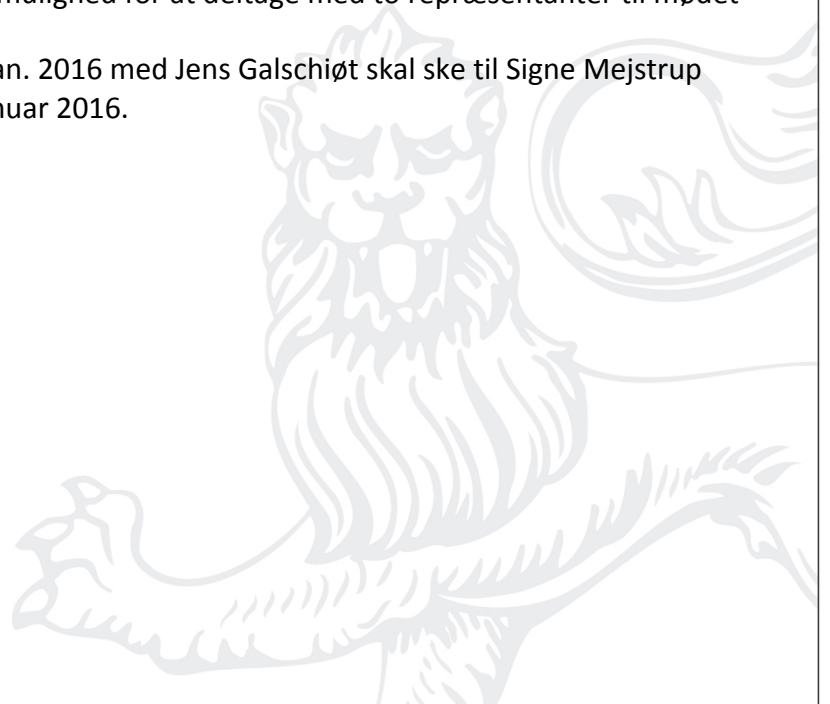 mulighed for at deltage med to repræsentanter til mødet
an. 2016 med Jens Galschiøt skal ske til Signe Mejstrup
nuar 2016.